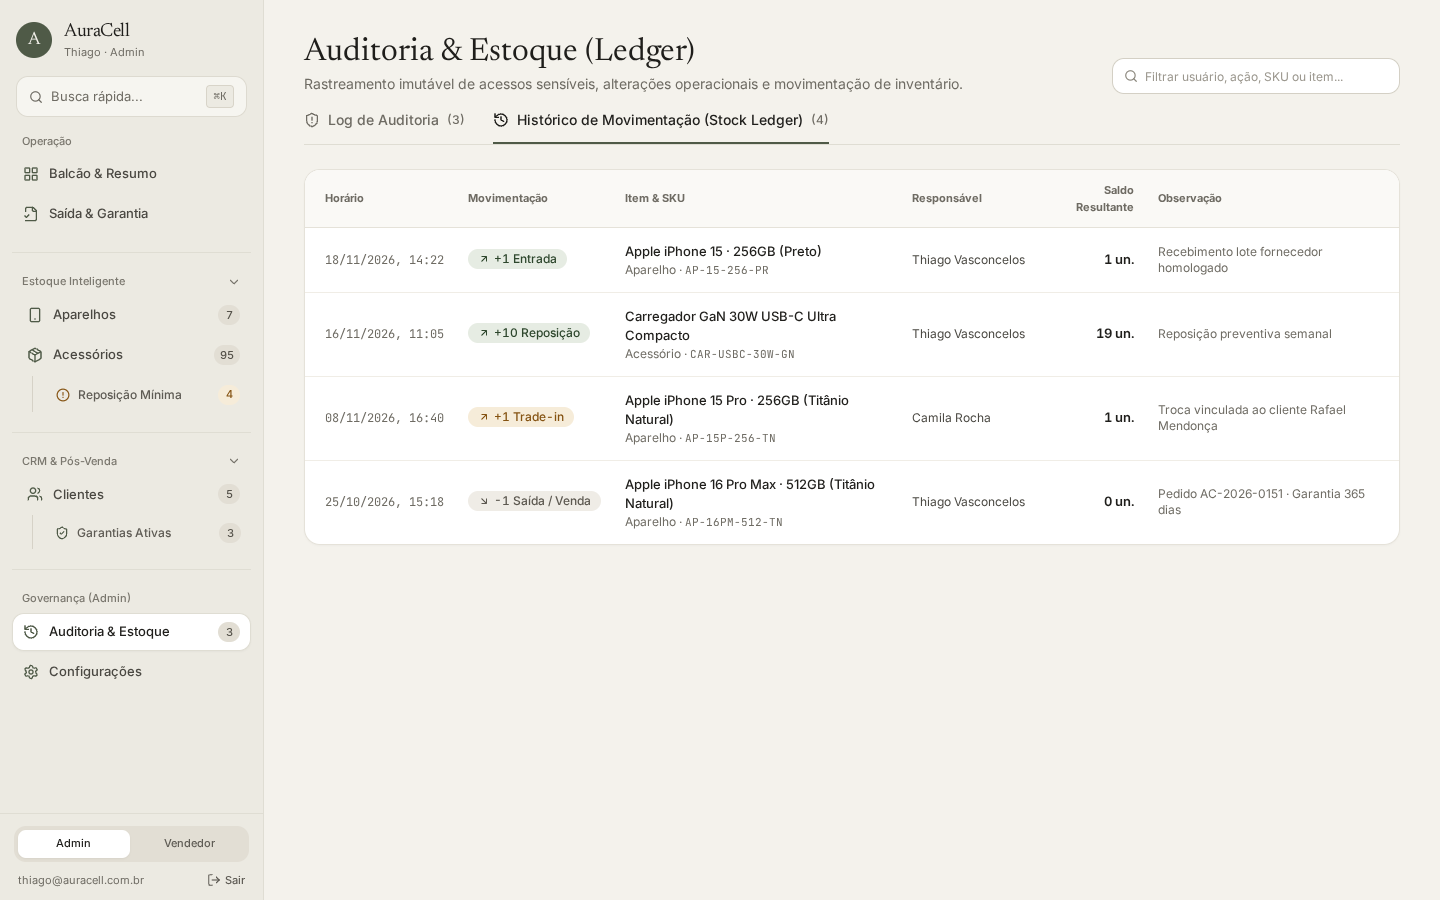 A
AuraCell
Thiago · Admin
Busca rápida...
⌘K
Operação
Balcão & Resumo
Saída & Garantia
Estoque Inteligente
Aparelhos
7
Acessórios
95
Reposição Mínima
4
CRM & Pós-Venda
Clientes
5
Garantias Ativas
3
Governança (Admin)
Auditoria & Estoque
3
Configurações
Admin
Vendedor
thiago@auracell.com.br
Sair
Auditoria & Estoque (Ledger)
Rastreamento imutável de acessos sensíveis, alterações operacionais e movimentação de inventário.
Filtrar usuário, ação, SKU ou item...
Log de Auditoria (3)
Histórico de Movimentação (Stock Ledger) (4)
Horário
Movimentação
Item & SKU
Responsável
Saldo
Resultante
Observação
18/11/2026, 14:22
+1 Entrada
Apple iPhone 15 · 256GB (Preto)
Aparelho · AP-15-256-PR
Thiago Vasconcelos
1 un.
Recebimento lote fornecedor
homologado
16/11/2026, 11:05
+10 Reposição
Carregador GaN 30W USB-C Ultra
Compacto
Acessório · CAR-USBC-30W-GN
Thiago Vasconcelos
19 un.
Reposição preventiva semanal
08/11/2026, 16:40
+1 Trade-in
Apple iPhone 15 Pro · 256GB (Titânio
Natural)
Aparelho · AP-15P-256-TN
Camila Rocha
1 un.
Troca vinculada ao cliente Rafael
Mendonça
25/10/2026, 15:18
-1 Saída / Venda
Apple iPhone 16 Pro Max · 512GB (Titânio
Natural)
Aparelho · AP-16PM-512-TN
Thiago Vasconcelos
0 un.
Pedido AC-2026-0151 · Garantia 365
dias